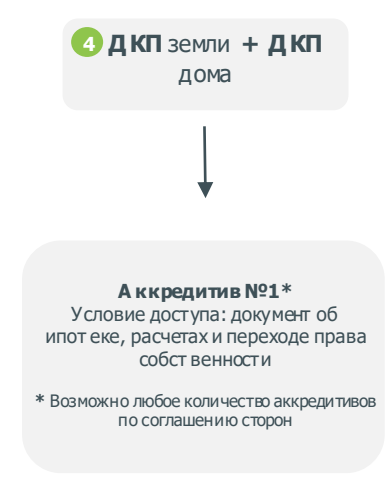 4 ДКП земли + ДКП
дома
Аккредитив №1*
Условие доступа: документ об
ипотеке, расчетах и переходе права
собственности
* Возможно любое количество аккредитивов
по соглашению сторон